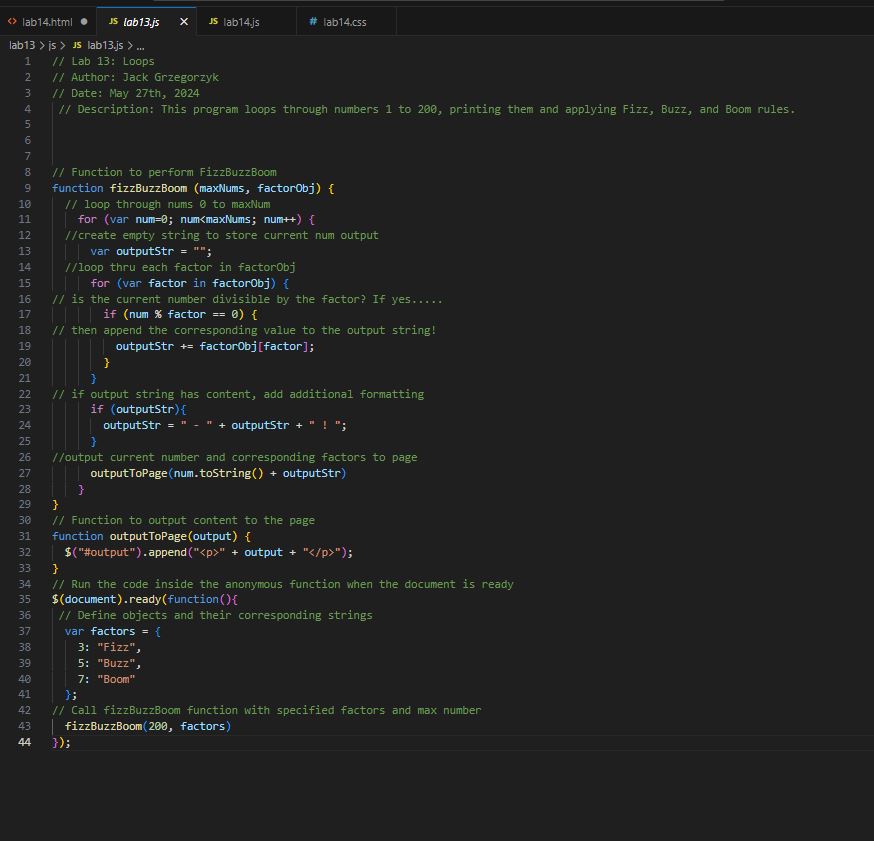 lab14.html
JS lab13.js
JS lab14.js
# lab14.css
lab13 > js > JS lab13.js > ...
1 // Lab 13: Loops
2 // Author: Jack Grzegorzyk
3 // Date: May 27th, 2024
4 // Description: This program loops through numbers 1 to 200, printing them and applying Fizz, Buzz, and Boom rules.
5
6
7
8 // Function to perform FizzBuzzBoom
9 function fizzBuzzBoom (maxNums, factorObj) {
10 // loop through nums 0 to maxNum
11 for (var num=0; num<maxNums; num++) {
12 //create empty string to store current num output
13 var outputStr = "";
14 //loop thru each factor in factorObj
15 for (var factor in factorObj) {
16 // is the current number divisible by the factor? If yes.....
17 if (num % factor == 0) {
18 // then append the corresponding value to the output string!
19 outputStr += factorObj[factor];
20 }
21 }
22 // if output string has content, add additional formatting
23 if (outputStr){
24 outputStr = " - " + outputStr + " ! ";
25 }
26 //output current number and corresponding factors to page
27 outputToPage(num.toString() + outputStr)
28 }
29 }
30 // Function to output content to the page
31 function outputToPage(output) {
32 $("#output").append("<p>" + output + "</p>");
33 }
34 // Run the code inside the anonymous function when the document is ready
35 $(document).ready(function(){
36 // Define objects and their corresponding strings
37 var factors = {
38 3: "Fizz",
39 5: "Buzz",
40 7: "Boom"
41 };
42 // Call fizzBuzzBoom function with specified factors and max number
43 fizzBuzzBoom(200, factors)
44 });